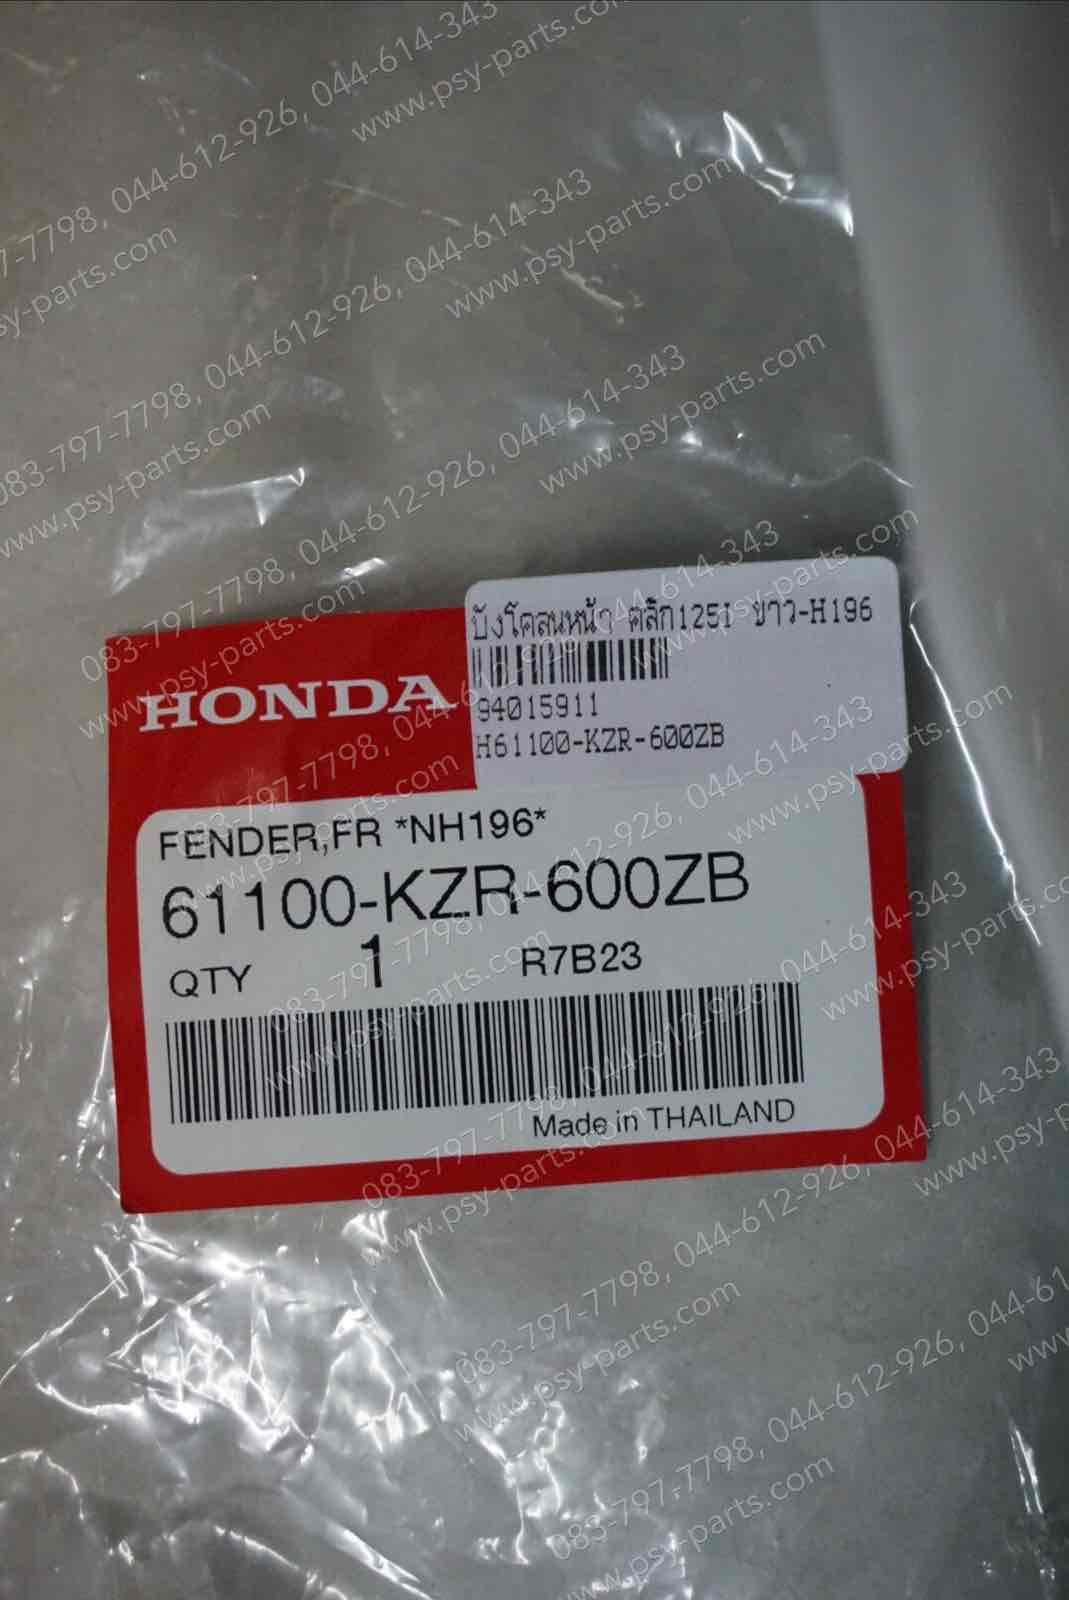 บังโคลนหน้า คลิก125I ขาว-H196
94015911
H61100-KZR-600ZB
HONDA
FENDER,FR *NH196*
61100-KZR-600ZB
QTY 1 R7B23
Made in THAILAND
083-797-7798, 044-612-926, 044-614-343
www.psy-parts.com